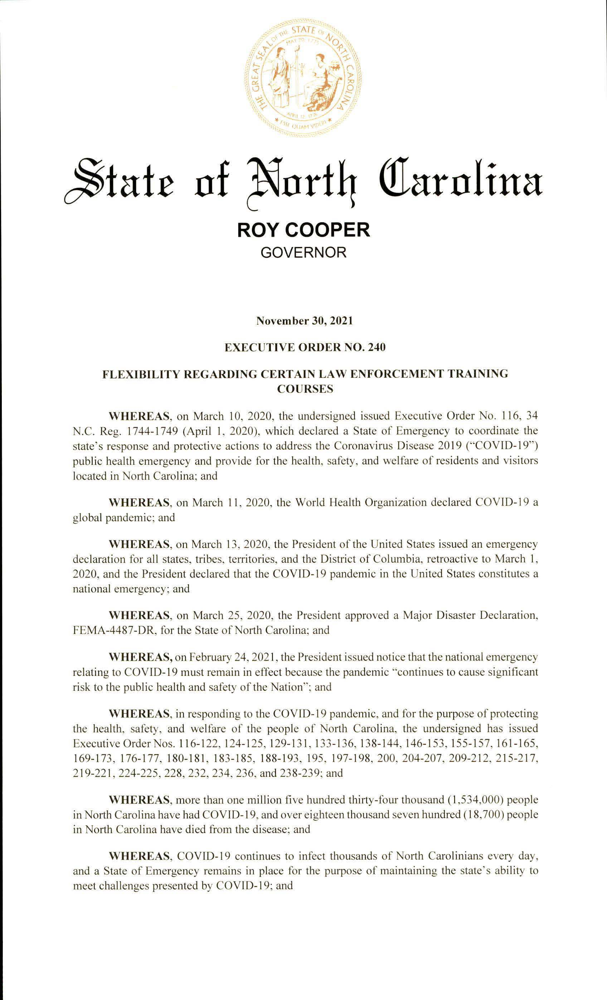 THE GREAT SEAL OF THE STATE OF NORTH CAROLINA
MAY 20, 1775
APRIL 12, 1776
★ ESSE QUAM VIDERI ★
State of North Carolina
ROY COOPER
GOVERNOR
November 30, 2021
EXECUTIVE ORDER NO. 240
FLEXIBILITY REGARDING CERTAIN LAW ENFORCEMENT TRAINING
COURSES
WHEREAS, on March 10, 2020, the undersigned issued Executive Order No. 116, 34
N.C. Reg. 1744-1749 (April 1, 2020), which declared a State of Emergency to coordinate the
state's response and protective actions to address the Coronavirus Disease 2019 (“COVID-19”)
public health emergency and provide for the health, safety, and welfare of residents and visitors
located in North Carolina; and
WHEREAS, on March 11, 2020, the World Health Organization declared COVID-19 a
global pandemic; and
WHEREAS, on March 13, 2020, the President of the United States issued an emergency
declaration for all states, tribes, territories, and the District of Columbia, retroactive to March 1,
2020, and the President declared that the COVID-19 pandemic in the United States constitutes a
national emergency; and
WHEREAS, on March 25, 2020, the President approved a Major Disaster Declaration,
FEMA-4487-DR, for the State of North Carolina; and
WHEREAS, on February 24, 2021, the President issued notice that the national emergency
relating to COVID-19 must remain in effect because the pandemic “continues to cause significant
risk to the public health and safety of the Nation”; and
WHEREAS, in responding to the COVID-19 pandemic, and for the purpose of protecting
the health, safety, and welfare of the people of North Carolina, the undersigned has issued
Executive Order Nos. 116-122, 124-125, 129-131, 133-136, 138-144, 146-153, 155-157, 161-165,
169-173, 176-177, 180-181, 183-185, 188-193, 195, 197-198, 200, 204-207, 209-212, 215-217,
219-221, 224-225, 228, 232, 234, 236, and 238-239; and
WHEREAS, more than one million five hundred thirty-four thousand (1,534,000) people
in North Carolina have had COVID-19, and over eighteen thousand seven hundred (18,700) people
in North Carolina have died from the disease; and
WHEREAS, COVID-19 continues to infect thousands of North Carolinians every day,
and a State of Emergency remains in place for the purpose of maintaining the state's ability to
meet challenges presented by COVID-19; and